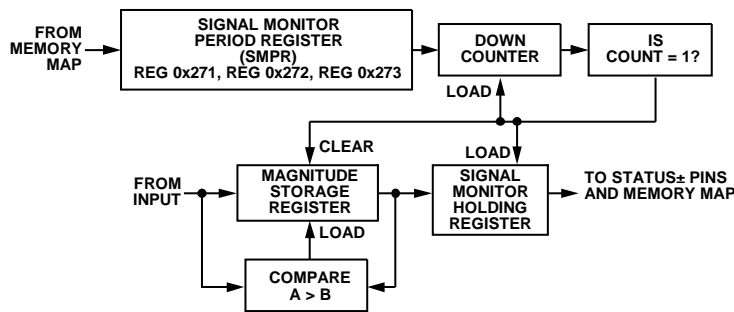 FROM
MEMORY
MAP
SIGNAL MONITOR
PERIOD REGISTER
(SMPR)
REG 0x271, REG 0x272, REG 0x273
DOWN
COUNTER
IS
COUNT = 1?
LOAD
CLEAR
LOAD
FROM
INPUT
MAGNITUDE
STORAGE
REGISTER
SIGNAL
MONITOR
HOLDING
REGISTER
TO STATUS± PINS
AND MEMORY MAP
LOAD
COMPARE
A > B